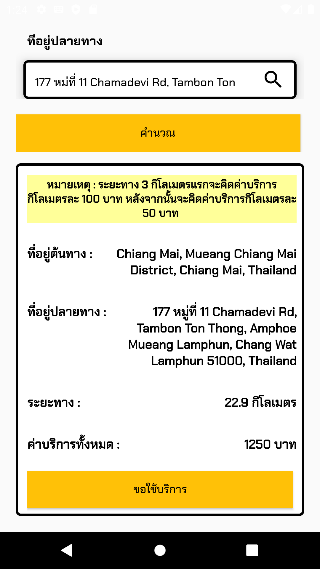 ที่อยู่ปลายทาง
177 หมู่ที่ 11 Chamadevi Rd, Tambon Ton
คำนวณ
หมายเหตุ : ระยะทาง 3 กิโลเมตรแรกจะคิดค่าบริการ
กิโลเมตรละ 100 บาท หลังจากนั้นจะคิดค่าบริการกิโลเมตรละ
50 บาท
ที่อยู่ต้นทาง : Chiang Mai, Mueang Chiang Mai
District, Chiang Mai, Thailand
ที่อยู่ปลายทาง : 177 หมู่ที่ 11 Chamadevi Rd,
Tambon Ton Thong, Amphoe
Mueang Lamphun, Chang Wat
Lamphun 51000, Thailand
ระยะทาง : 22.9 กิโลเมตร
ค่าบริการทั้งหมด : 1250 บาท
ขอใช้บริการ